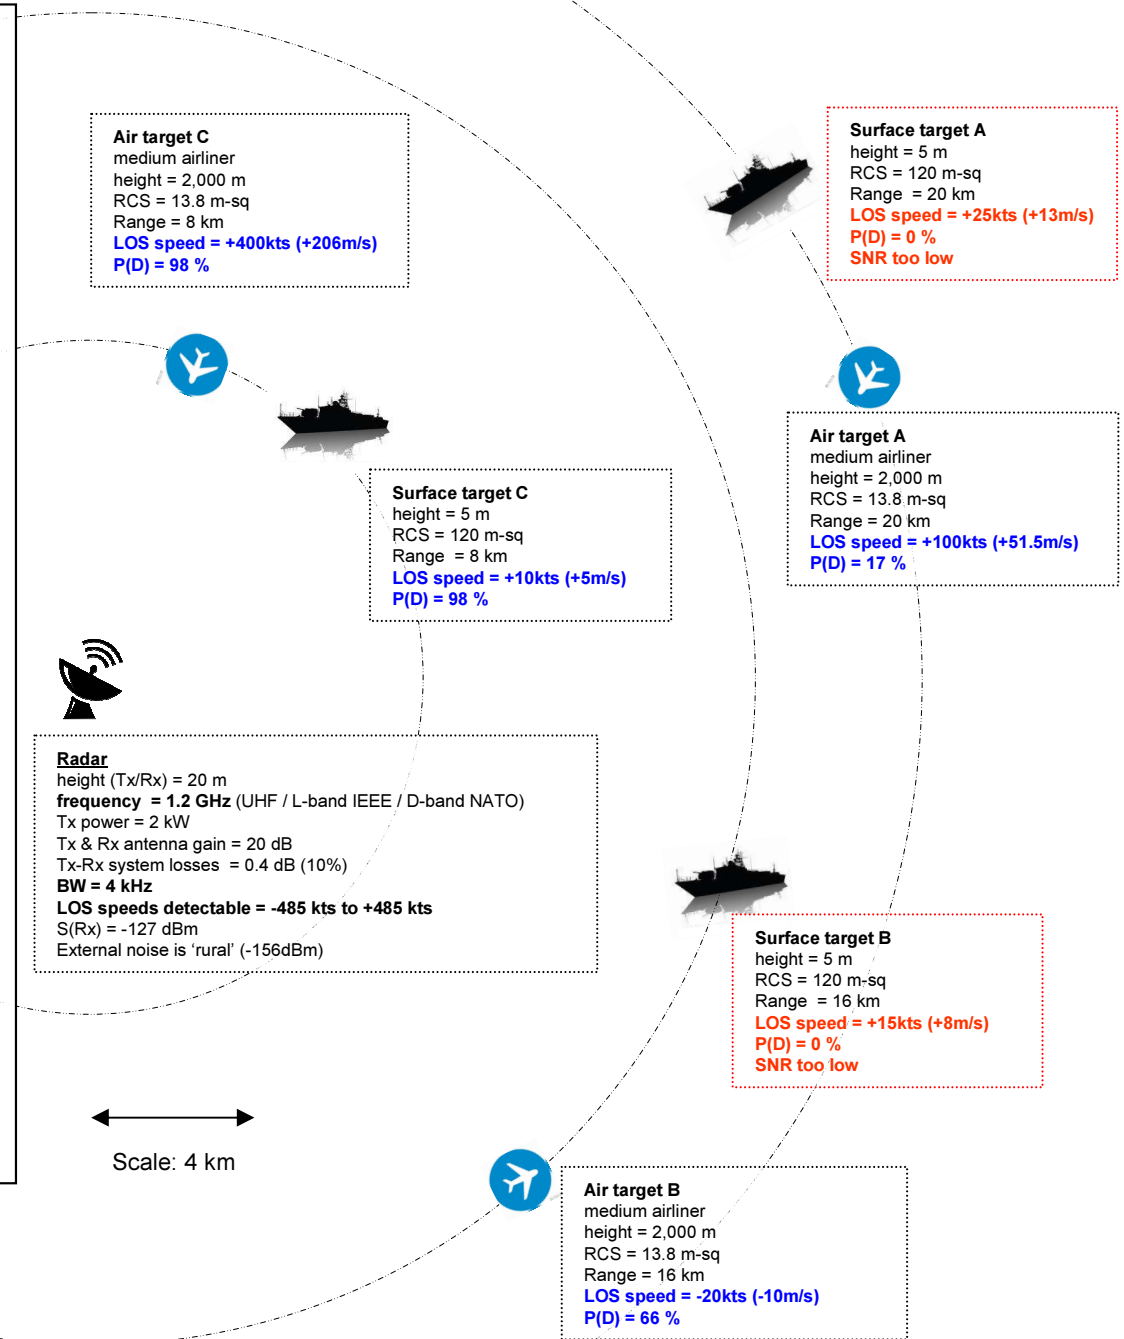 Air target C
medium airliner
height = 2,000 m
RCS = 13.8 m-sq
Range = 8 km
LOS speed = +400kts (+206m/s)
P(D) = 98 %
Surface target A
height = 5 m
RCS = 120 m-sq
Range = 20 km
LOS speed = +25kts (+13m/s)
P(D) = 0 %
SNR too low
Air target A
medium airliner
height = 2,000 m
RCS = 13.8 m-sq
Range = 20 km
LOS speed = +100kts (+51.5m/s)
P(D) = 17 %
Surface target C
height = 5 m
RCS = 120 m-sq
Range = 8 km
LOS speed = +10kts (+5m/s)
P(D) = 98 %
Radar
height (Tx/Rx) = 20 m
frequency = 1.2 GHz (UHF / L-band IEEE / D-band NATO)
Tx power = 2 kW
Tx & Rx antenna gain = 20 dB
Tx-Rx system losses = 0.4 dB (10%)
BW = 4 kHz
LOS speeds detectable = -485 kts to +485 kts
S(Rx) = -127 dBm
External noise is ‘rural’ (-156dBm)
Surface target B
height = 5 m
RCS = 120 m-sq
Range = 16 km
LOS speed = +15kts (+8m/s)
P(D) = 0 %
SNR too low
Scale: 4 km
Air target B
medium airliner
height = 2,000 m
RCS = 13.8 m-sq
Range = 16 km
LOS speed = -20kts (-10m/s)
P(D) = 66 %